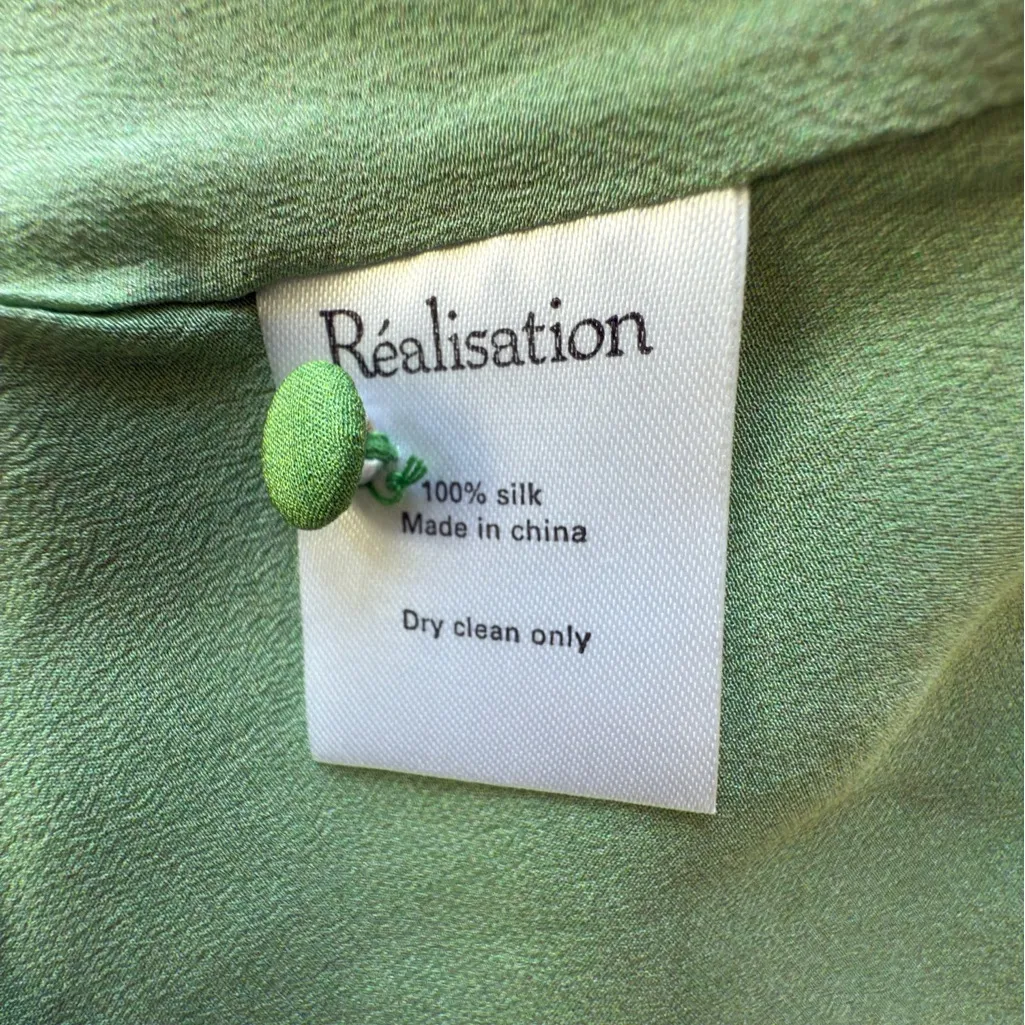 Réalisation
100% silk
Made in china
Dry clean only